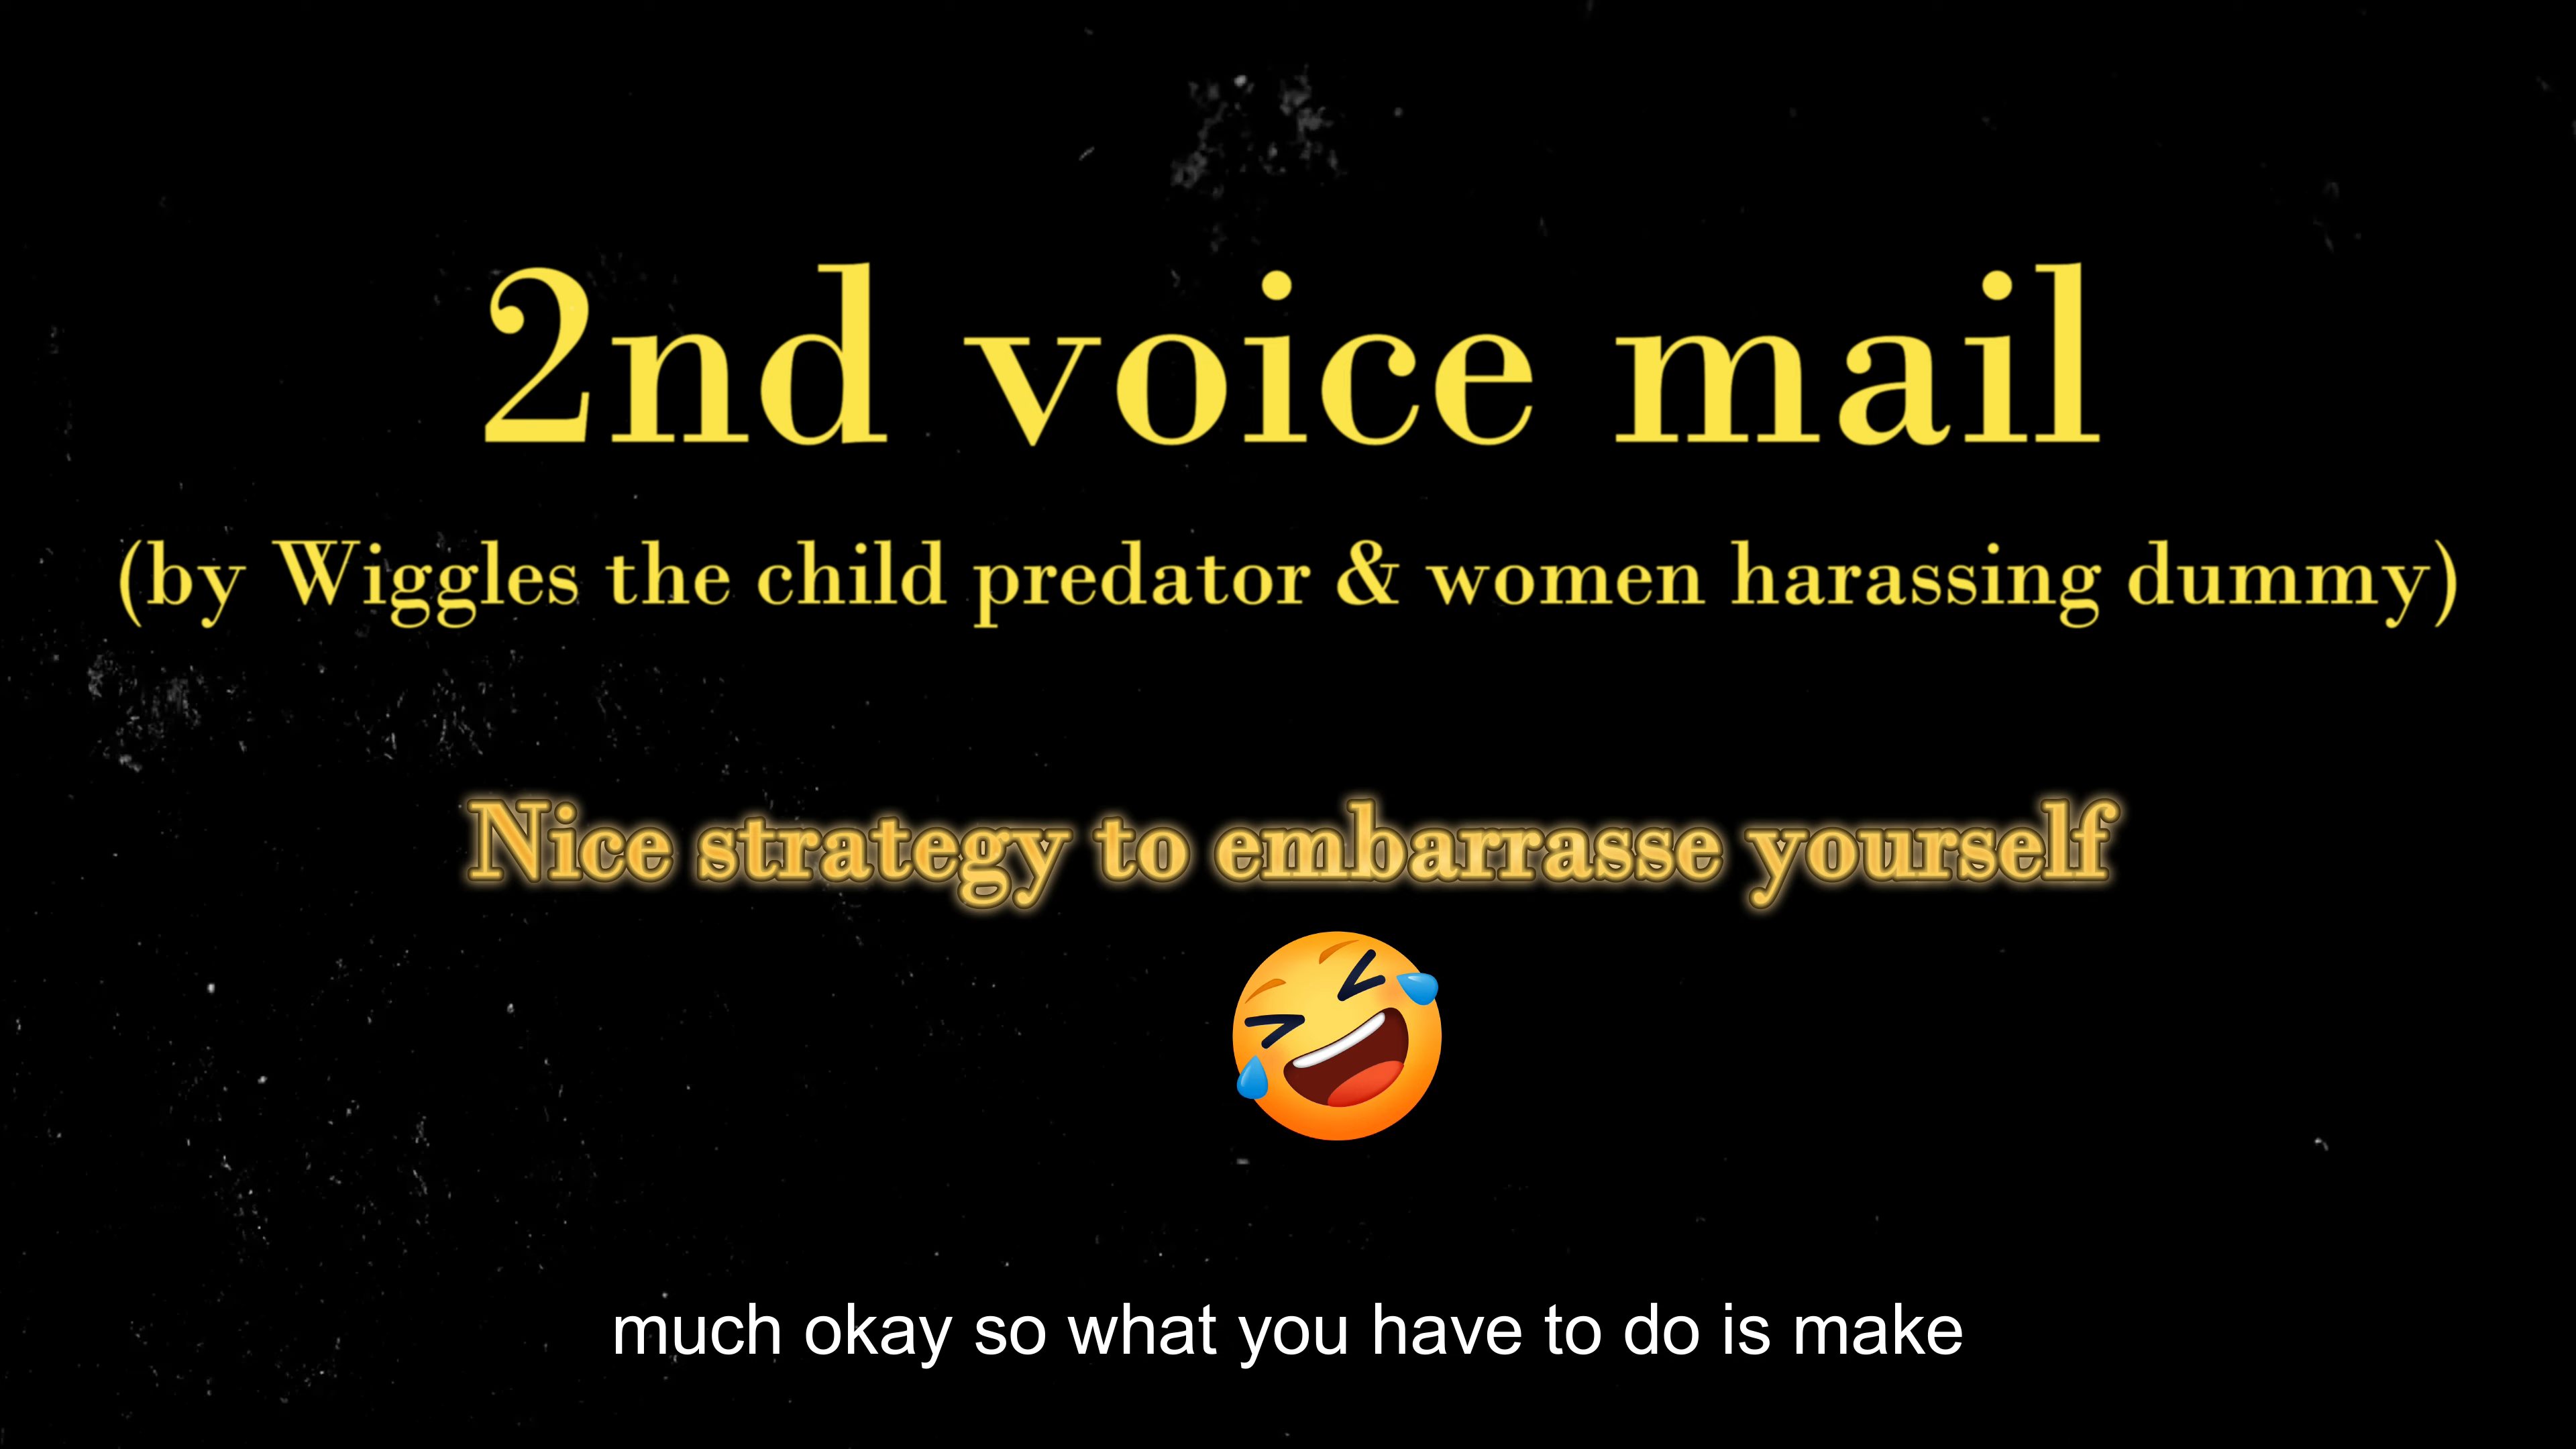 2nd voice mail
(by Wiggles the child predator & women harassing dummy)
Nice strategy to embarrasse yourself
much okay so what you have to do is make